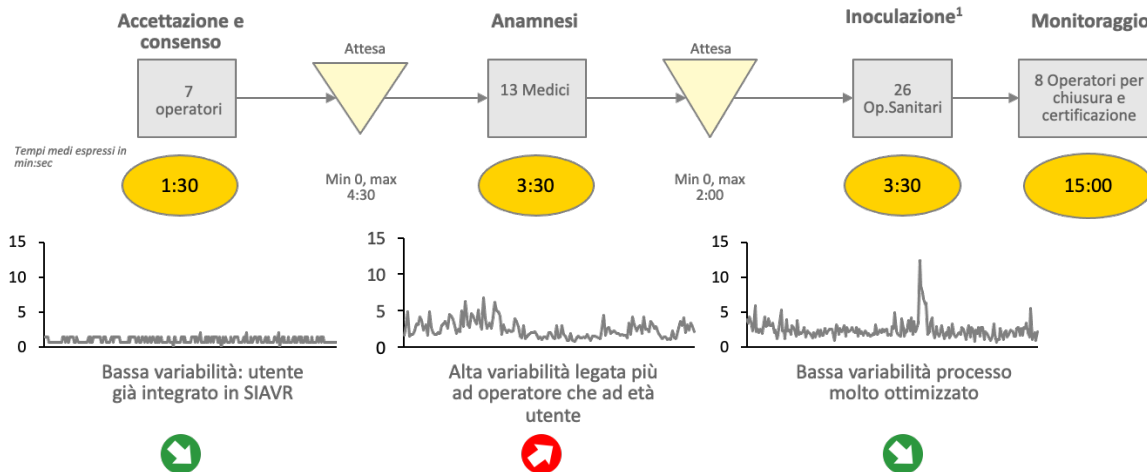 Accettazione e
consenso
Attesa
Anamnesi
Attesa
Inoculazione¹
Monitoraggio
7
operatori
13 Medici
26
Op.Sanitari
8 Operatori per
chiusura e
certificazione
Tempi medi espressi in
min:sec
1:30
Min 0, max
4:30
3:30
Min 0, max
2:00
3:30
15:00
15
10
5
0
15
10
5
0
15
10
5
0
Bassa variabilità: utente
già integrato in SIAVR
Alta variabilità legata più
ad operatore che ad età
utente
Bassa variabilità processo
molto ottimizzato